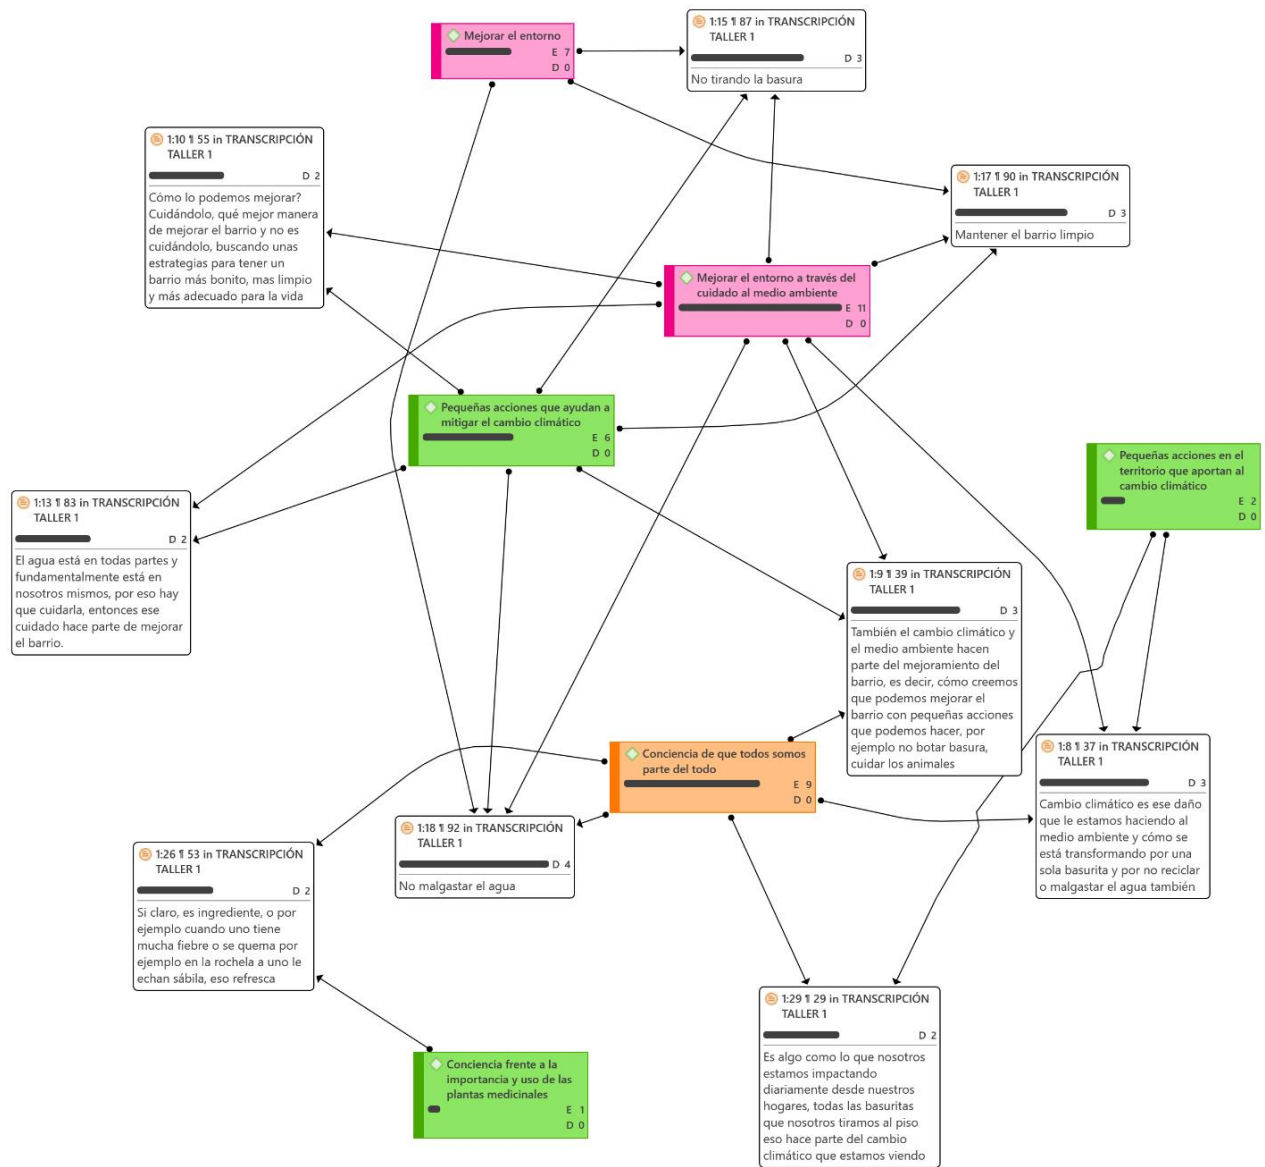 Mejorar el entorno
E 7
D 0
1:15 ¶ 87 in TRANSCRIPCIÓN
TALLER 1
D 3
No tirando la basura
1:10 ¶ 55 in TRANSCRIPCIÓN
TALLER 1
D 2
Cómo lo podemos mejorar?
Cuidándolo, qué mejor manera
de mejorar el barrio y no es
cuidándolo, buscando unas
estrategias para tener un
barrio más bonito, mas limpio
y más adecuado para la vida
1:17 ¶ 90 in TRANSCRIPCIÓN
TALLER 1
D 3
Mantener el barrio limpio
Mejorar el entorno a través del
cuidado al medio ambiente
E 11
D 0
Pequeñas acciones que ayudan a
mitigar el cambio climático
E 6
D 0
Pequeñas acciones en el
territorio que aportan al
cambio climático
E 2
D 0
1:13 ¶ 83 in TRANSCRIPCIÓN
TALLER 1
D 2
El agua está en todas partes y
fundamentalmente está en
nosotros mismos, por eso hay
que cuidarla, entonces ese
cuidado hace parte de mejorar
el barrio.
1:9 ¶ 39 in TRANSCRIPCIÓN
TALLER 1
D 3
También el cambio climático y
el medio ambiente hacen
parte del mejoramiento del
barrio, es decir, cómo creemos
que podemos mejorar el
barrio con pequeñas acciones
que podemos hacer, por
ejemplo no botar basura,
cuidar los animales
Conciencia de que todos somos
parte del todo
E 9
D 0
1:8 ¶ 37 in TRANSCRIPCIÓN
TALLER 1
D 3
Cambio climático es ese daño
que le estamos haciendo al
medio ambiente y cómo se
está transformando por una
sola basurita y por no reciclar
o malgastar el agua también
1:18 ¶ 92 in TRANSCRIPCIÓN
TALLER 1
D 4
No malgastar el agua
1:26 ¶ 53 in TRANSCRIPCIÓN
TALLER 1
D 2
Si claro, es ingrediente, o por
ejemplo cuando uno tiene
mucha fiebre o se quema por
ejemplo en la rochela a uno le
echan sábila, eso refresca
1:29 ¶ 29 in TRANSCRIPCIÓN
TALLER 1
D 2
Es algo como lo que nosotros
estamos impactando
diariamente desde nuestros
hogares, todas las basuritas
que nosotros tiramos al piso
eso hace parte del cambio
climático que estamos viendo
Conciencia frente a la
importancia y uso de las
plantas medicinales
E 1
D 0